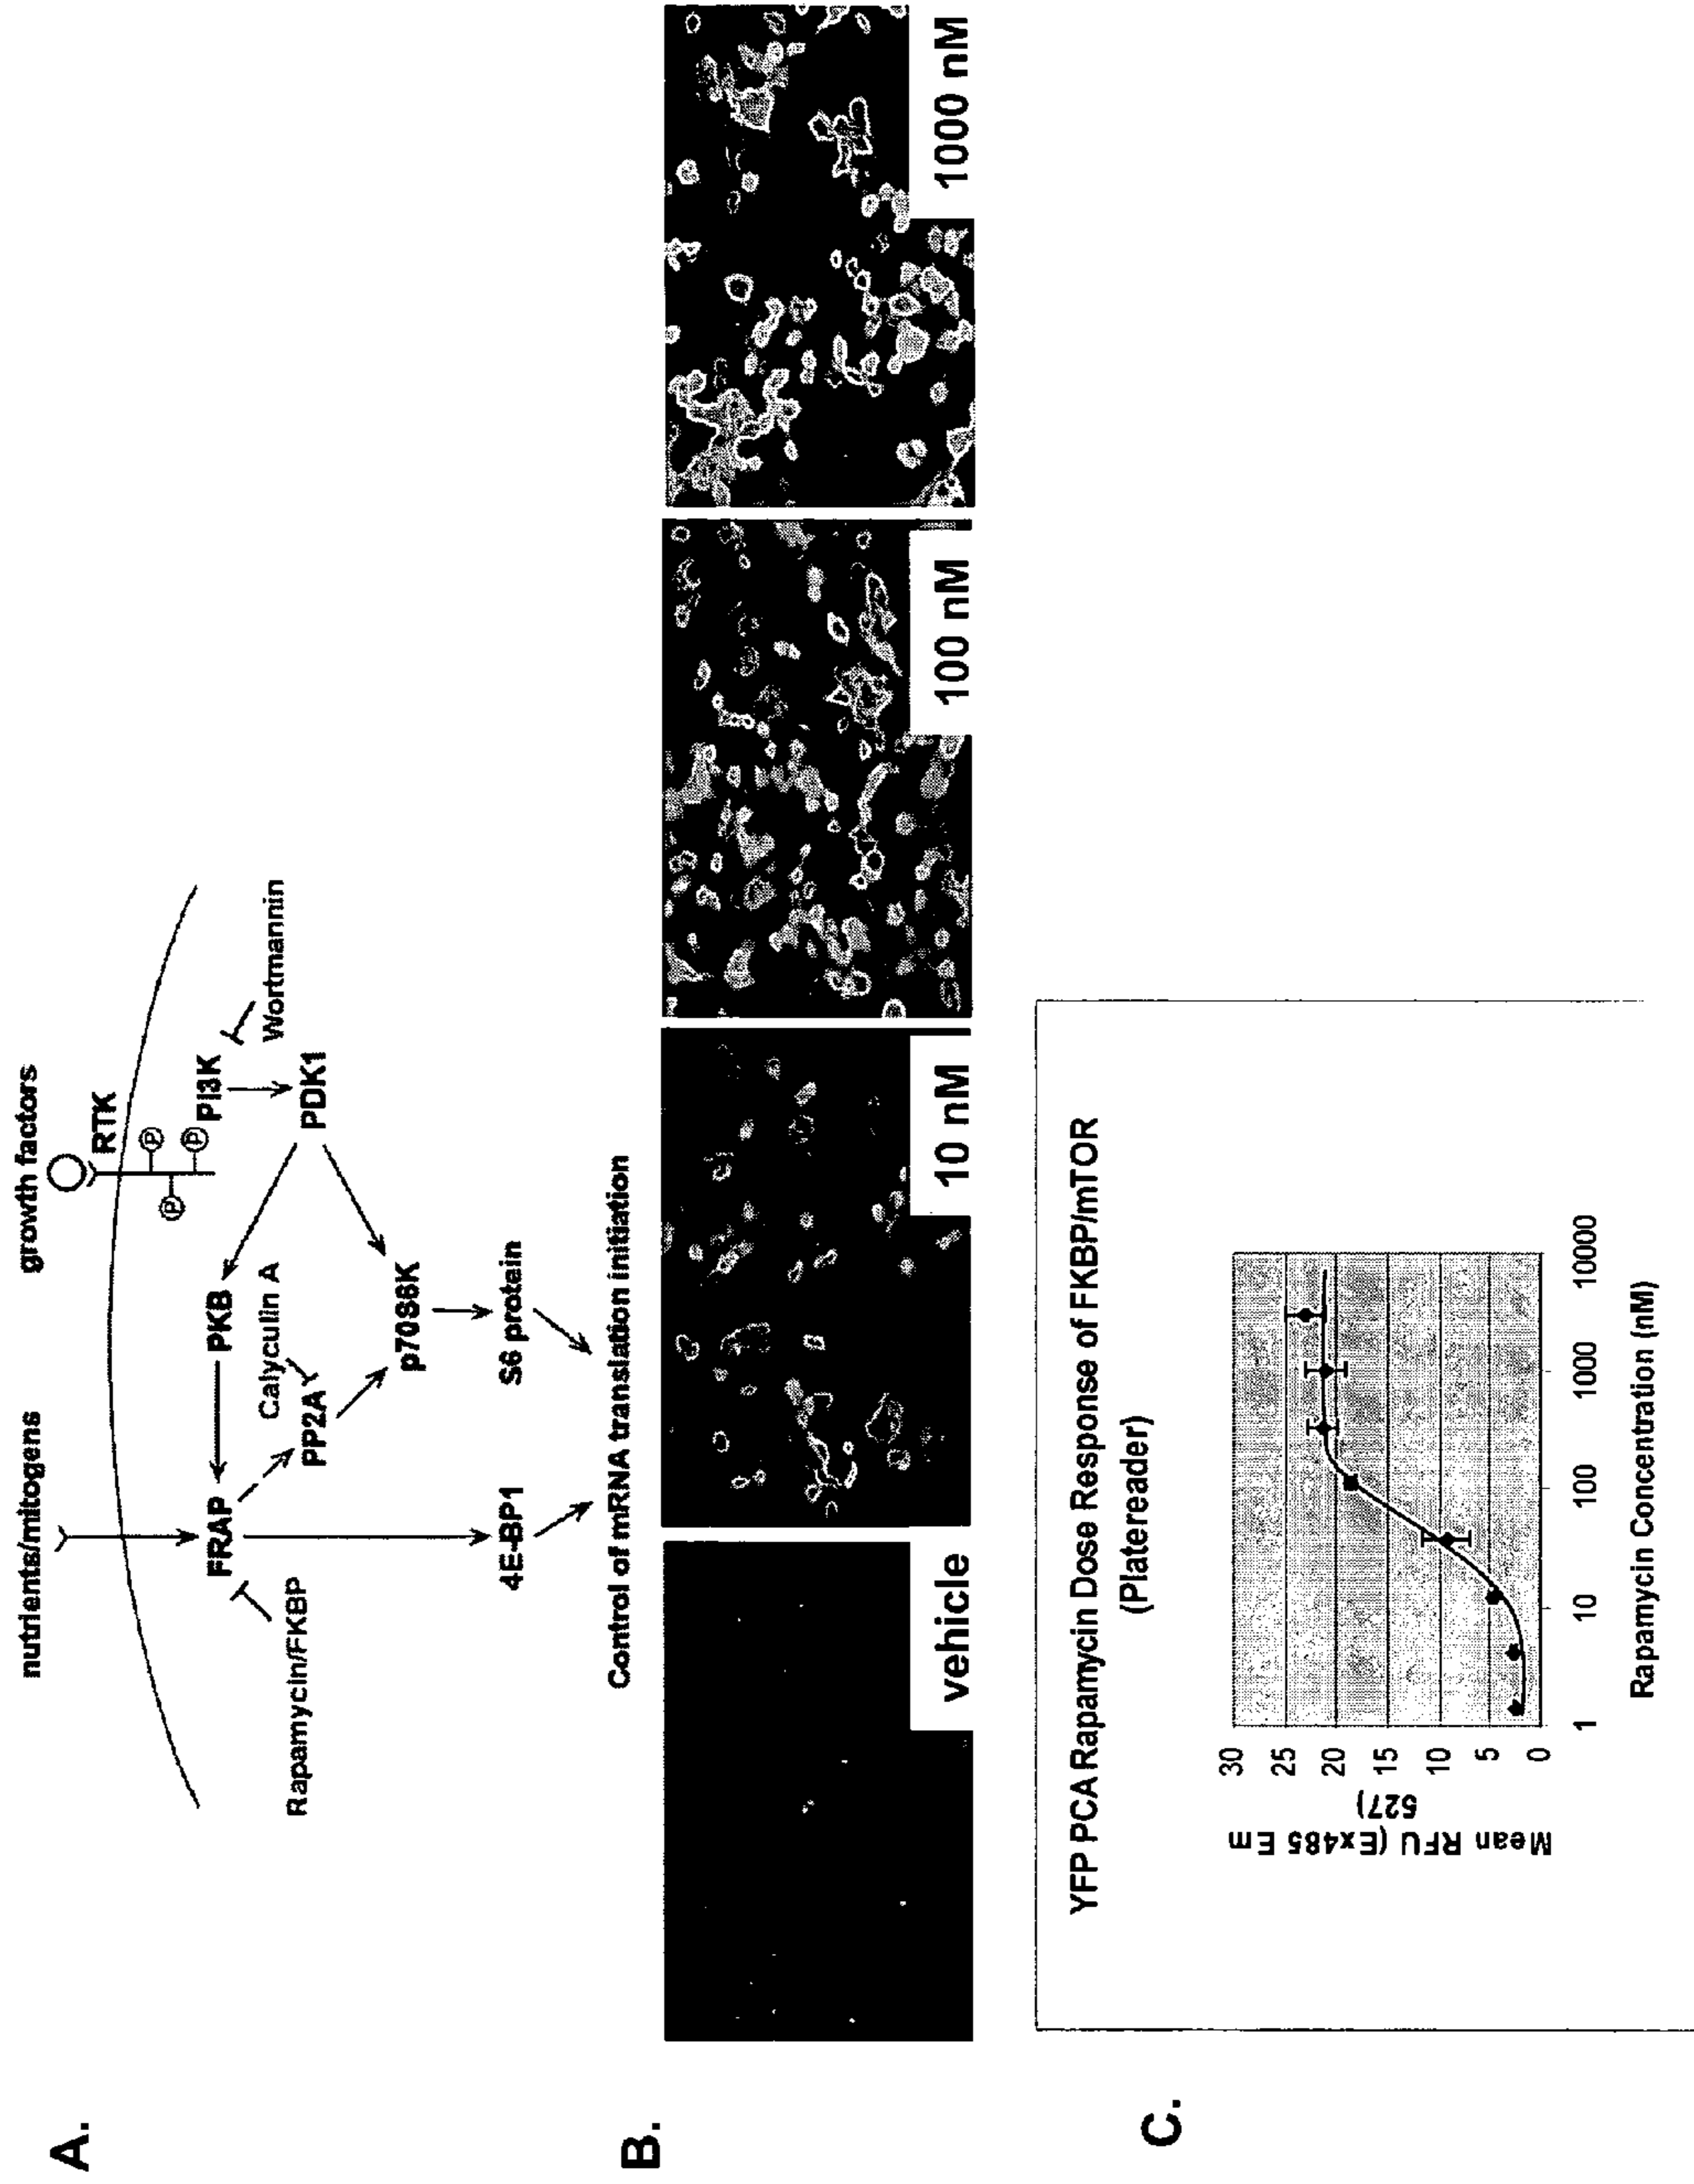 A.
nutrients/mitogens
growth factors
RTK
P
P
P
PI3K
Wortmannin
PDK1
PKB
FRAP
Rapamycin/FKBP
Calyculin A
PP2A
p70S6K
4E-BP1
S6 protein
Control of mRNA translation initiation
B.
vehicle
10 nM
100 nM
1000 nM
C.
YFP PCA Rapamycin Dose Response of FKBP/mTOR
(Platereader)
Mean RFU (Ex485 Em
527)
30
25
20
15
10
5
0
1
10
100
1000
10000
Rapamycin Concentration (nM)